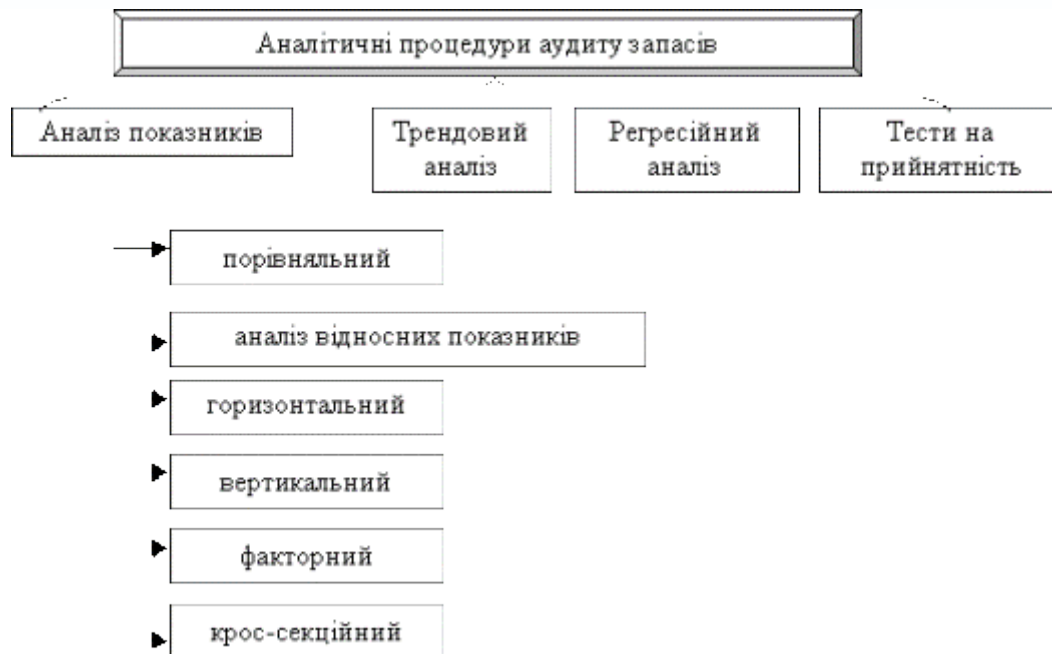 Аналітичні процедури аудиту запасів
Аналіз показників
Трендовий
аналіз
Регресійний
аналіз
Тести на
прийнятність
порівняльний
аналіз відносних показників
горизонтальний
вертикальний
факторний
крос-секційний